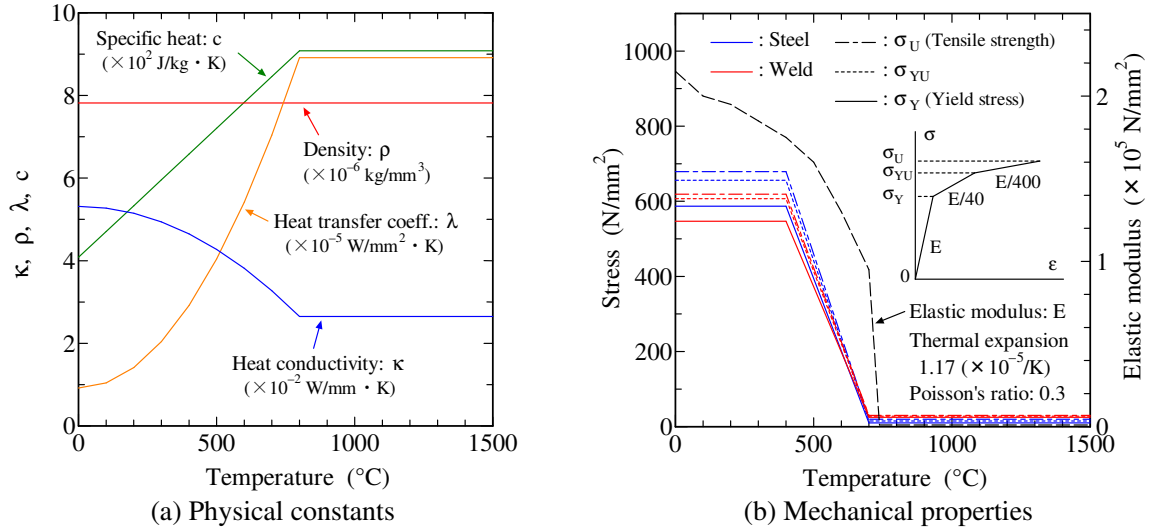 10
8
6
4
2
0
0
500
1000
1500
κ, ρ, λ, c
Specific heat: c
(×10² J/kg・K)
Density: ρ
(×10⁻⁶ kg/mm³)
Heat transfer coeff.: λ
(×10⁻⁵ W/mm²・K)
Heat conductivity: κ
(×10⁻² W/mm・K)
Temperature (°C)
(a) Physical constants
1000
800
600
400
200
0
0
500
1000
1500
2
1
0
Stress (N/mm²)
Elastic modulus (×10⁵ N/mm²)
: Steel
: Weld
: σU (Tensile strength)
: σYU
: σY (Yield stress)
σ
σU
σYU
σY
E/400
E/40
E
0
ε
Elastic modulus: E
Thermal expansion
1.17 (×10⁻⁵/K)
Poisson's ratio: 0.3
Temperature (°C)
(b) Mechanical properties